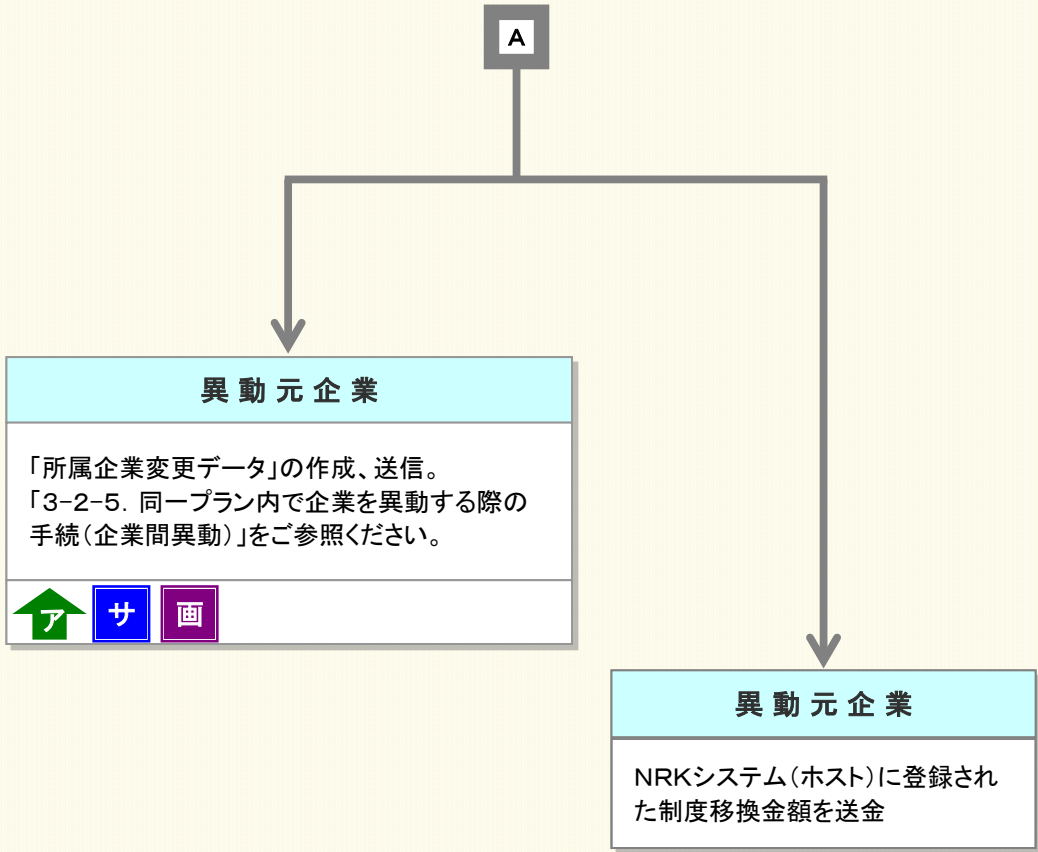 A
異動元企業
「所属企業変更データ」の作成、送信。
「3-2-5．同一プラン内で企業を異動する際の
手続（企業間異動）」をご参照ください。
ア サ 画
異動元企業
ＮＲＫシステム（ホスト）に登録され
た制度移換金額を送金